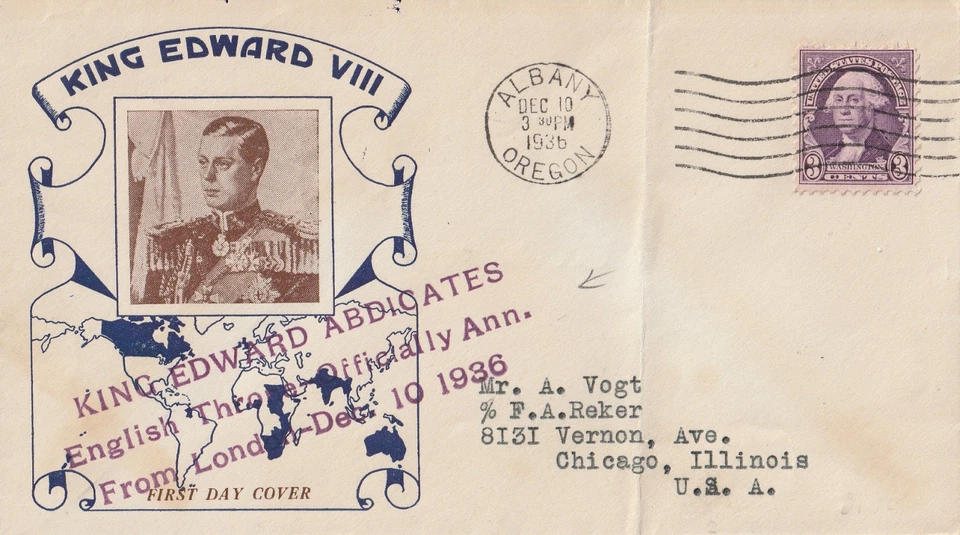 KING EDWARD VIII
ALBANY
DEC 10
3 30 PM
1936
OREGON
UNITED STATES POSTAGE
3 WASHINGTON 3
CENTS
KING EDWARD ABDICATES
English Throne Officially Ann.
From London-Dec. 10 1936
FIRST DAY COVER
Mr. A. Vogt
% F.A.Reker
8131 Vernon, Ave.
Chicago, Illinois
U.S. A.